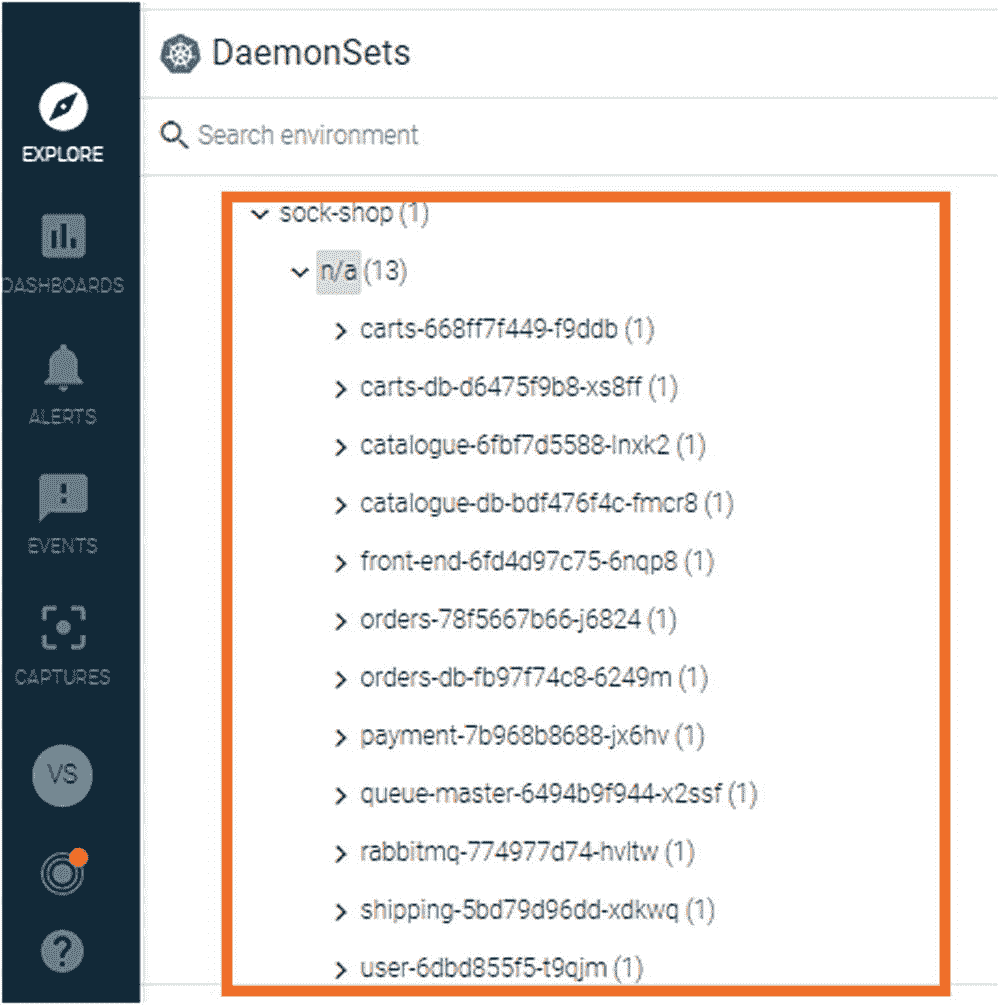 DaemonSets
Search environment
EXPLORE
DASHBOARDS
ALERTS
EVENTS
CAPTURES
VS
?
sock-shop (1)
n/a (13)
carts-668ff7f449-f9ddb (1)
carts-db-d6475f9b8-xs8ff (1)
catalogue-6fbf7d5588-lnxk2 (1)
catalogue-db-bdf476f4c-fmcr8 (1)
front-end-6fd4d97c75-6nqp8 (1)
orders-78f5667b66-j6824 (1)
orders-db-fb97f74c8-6249m (1)
payment-7b968b8688-jx6hv (1)
queue-master-6494b9f944-x2ssf (1)
rabbitmq-774977d74-hvltw (1)
shipping-5bd79d96dd-xdkwq (1)
user-6dbd855f5-t9qjm (1)